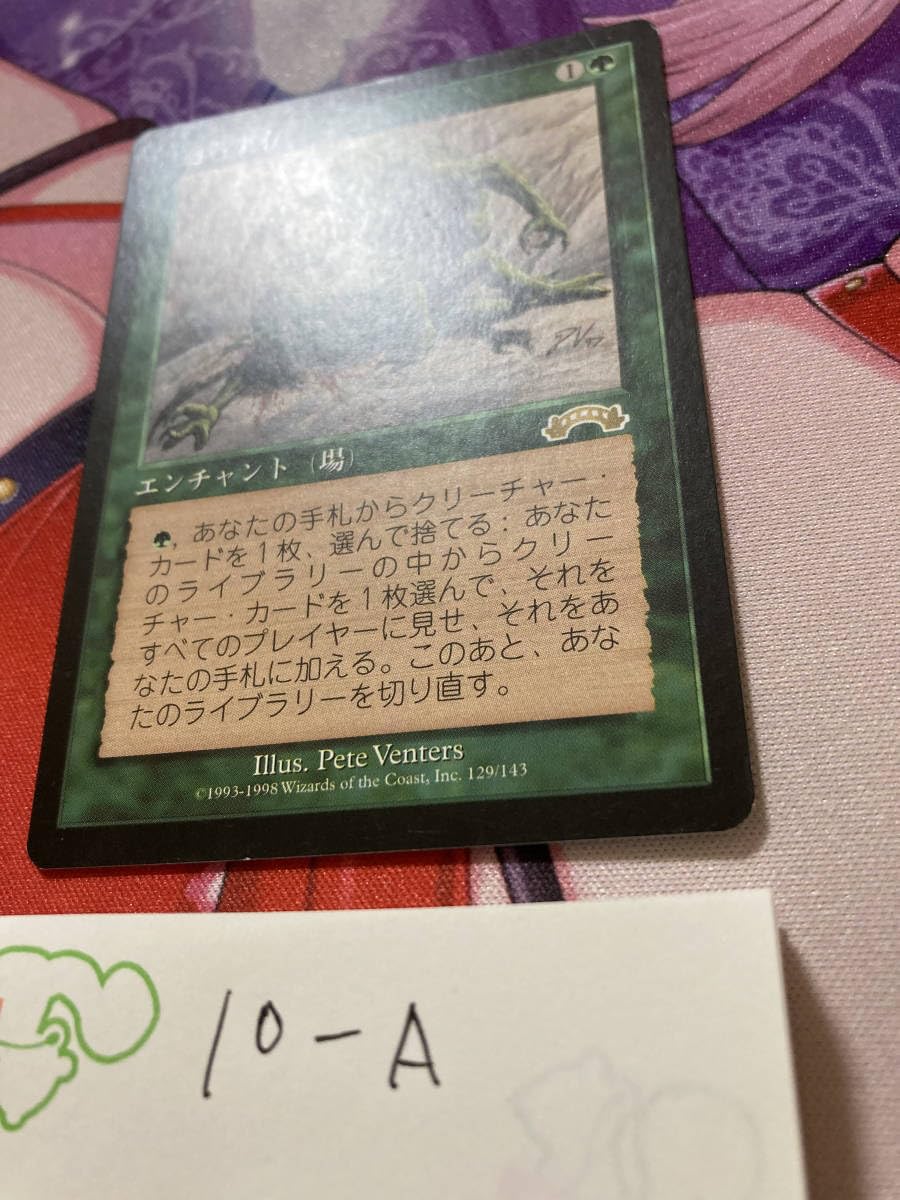 1
エンチャント (場)
, あなたの手札からクリーチャー・
カードを1枚、選んで捨てる: あなた
のライブラリーの中からクリー
チャー・カードを1枚選んで、それを
すべてのプレイヤーに見せ、それをあ
なたの手札に加える。このあと、あな
たのライブラリーを切り直す。
Illus. Pete Venters
©1993-1998 Wizards of the Coast, Inc. 129/143
10-A